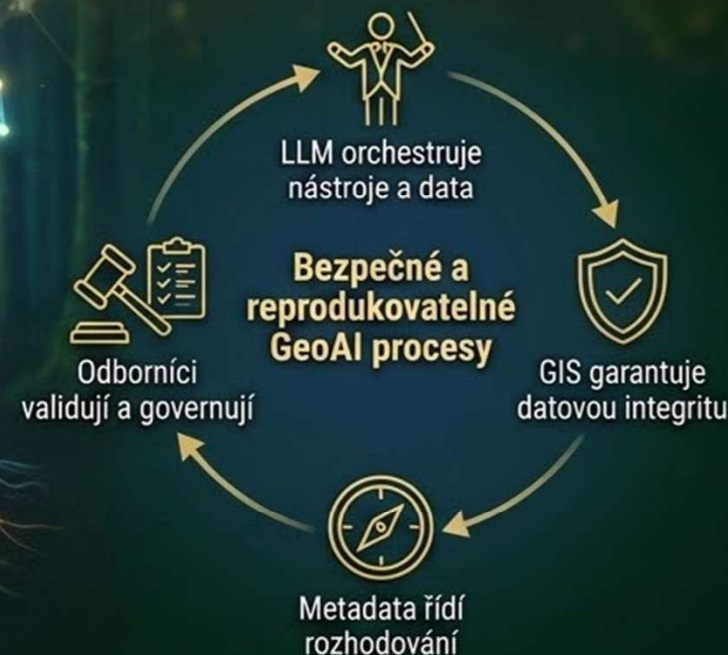 LLM orchestruje
nástroje a data
Bezpečné a
reprodukovatelné
GeoAI procesy
GIS garantuje
datovou integritu
Metadata řídí
rozhodování
Odborníci
validují a governují